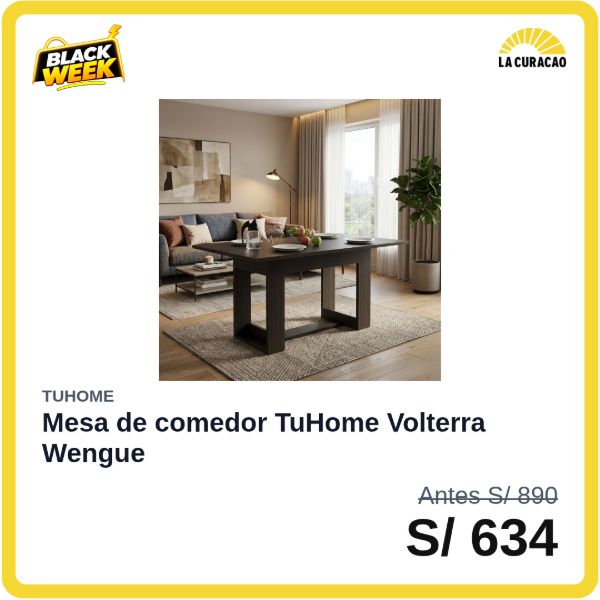 BLACK
WEEK
LA CURACAO
TUHOME
Mesa de comedor TuHome Volterra
Wengue
Antes S/ 890
S/ 634